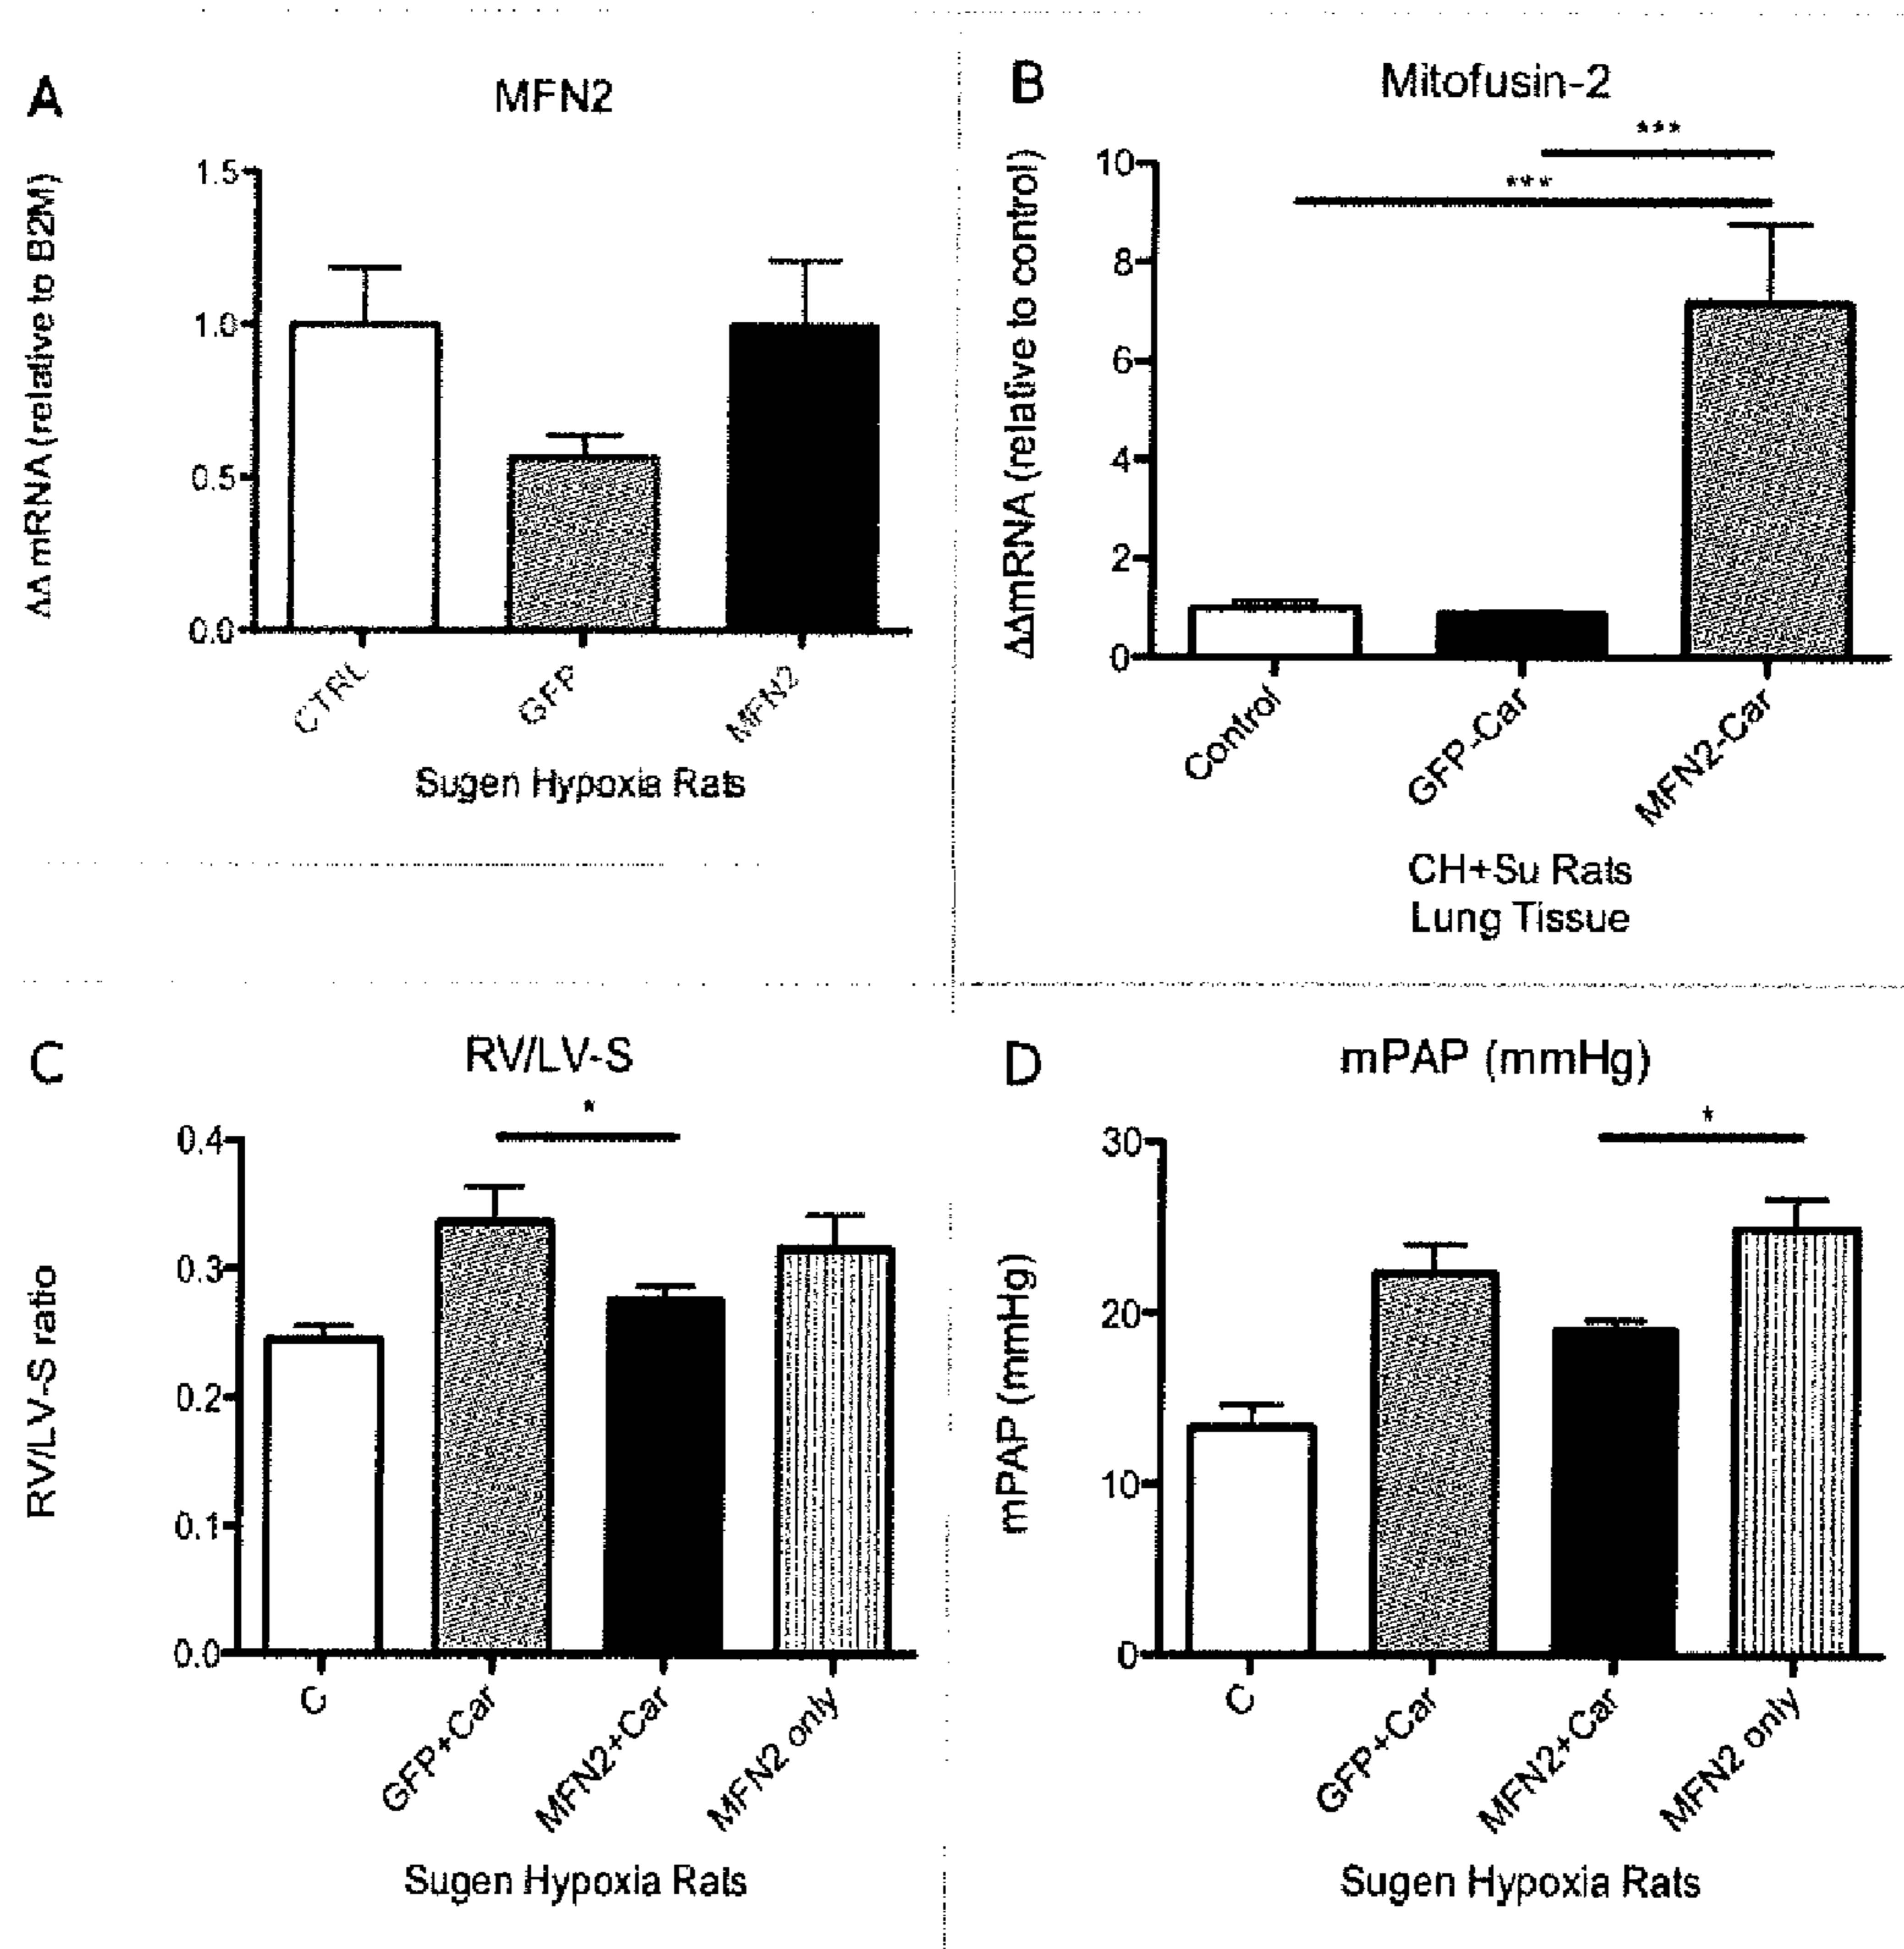 A
MFN2
ΔΔ mRNA (relative to B2M)
1.5
1.0
0.5
0.0
CTRL
GFP
MFN2
Sugen Hypoxia Rats
B
Mitofusin-2
***
***
ΔΔmRNA (relative to control)
10
8
6
4
2
0
Control
GFP-Car
MFN2-Car
CH+Su Rats
Lung Tissue
C
RV/LV-S
*
RV/LV-S ratio
0.4
0.3
0.2
0.1
0.0
C
GFP+Car
MFN2+Car
MFN2 only
Sugen Hypoxia Rats
D
mPAP (mmHg)
*
mPAP (mmHg)
30
20
10
0
C
GFP+Car
MFN2+Car
MFN2 only
Sugen Hypoxia Rats